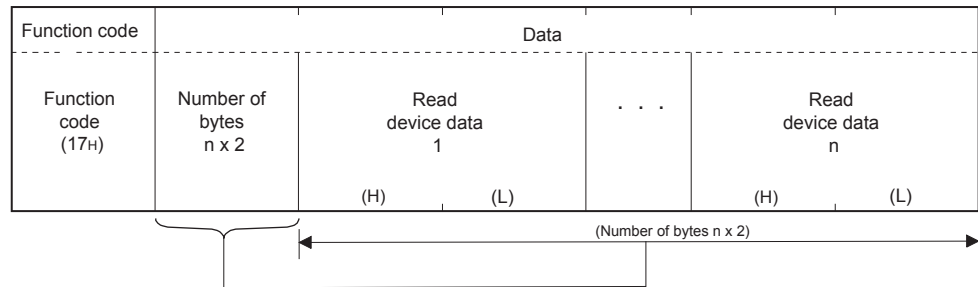 Function code
Data
Function
code
(17H)
Number of
bytes
n x 2
Read
device data
1
(H)
(L)
. . .
Read
device data
n
(H)
(L)
(Number of bytes n x 2)